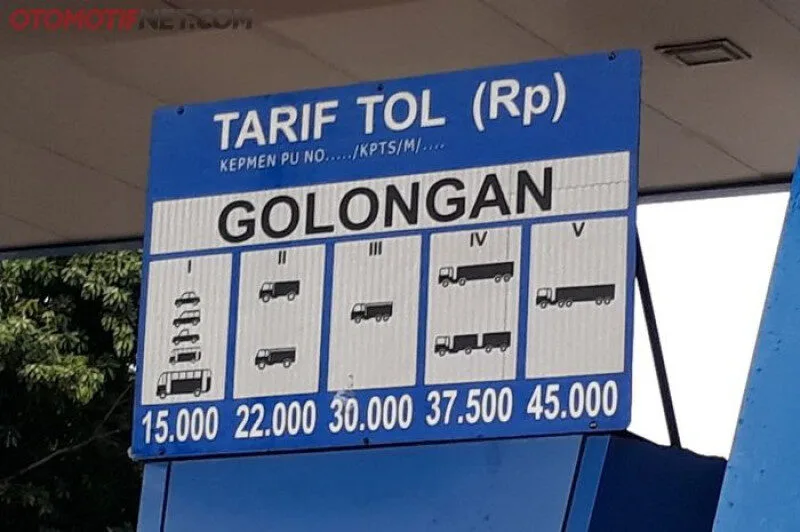 OTOMOTIFNET.COM
TARIF TOL (Rp)
KEPMEN PU NO...../KPTS/M/....
GOLONGAN
I II III IV V
15.000 22.000 30.000 37.500 45.000